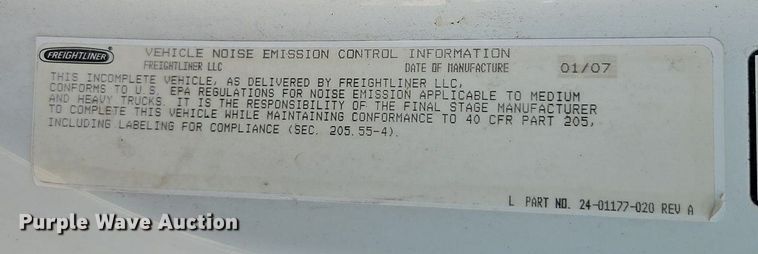 FREIGHTLINER
VEHICLE NOISE EMISSION CONTROL INFORMATION
FREIGHTLINER LLC DATE OF MANUFACTURE 01/07
THIS INCOMPLETE VEHICLE, AS DELIVERED BY FREIGHTLINER LLC,
CONFORMS TO U.S. EPA REGULATIONS FOR NOISE EMISSION APPLICABLE TO MEDIUM
AND HEAVY TRUCKS. IT IS THE RESPONSIBILITY OF THE FINAL STAGE MANUFACTURER
TO COMPLETE THIS VEHICLE WHILE MAINTAINING CONFORMANCE TO 40 CFR PART 205,
INCLUDING LABELING FOR COMPLIANCE (SEC. 205.55-4).
L PART NO. 24-01177-020 REV A
Purple Wave Auction